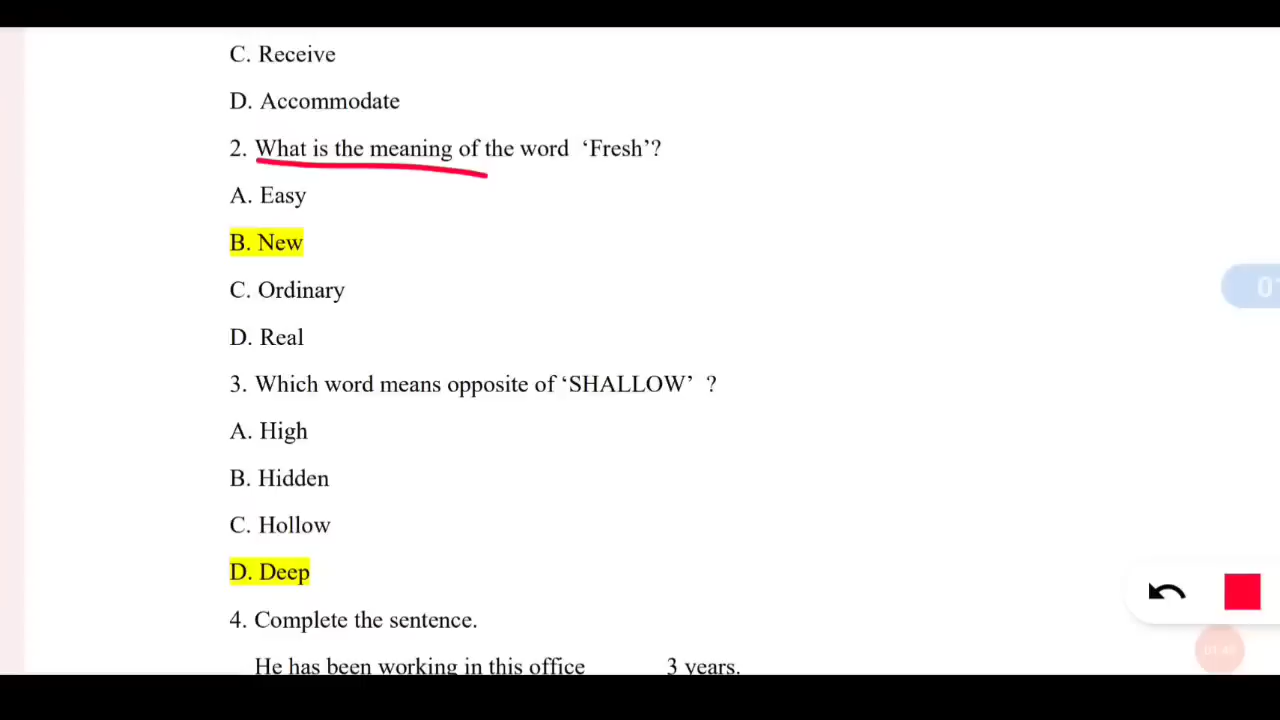 C. Receive
D. Accommodate
2. What is the meaning of the word ‘Fresh’?
A. Easy
B. New
C. Ordinary
D. Real
3. Which word means opposite of ‘SHALLOW’ ?
A. High
B. Hidden
C. Hollow
D. Deep
4. Complete the sentence.
He has been working in this office 3 years.